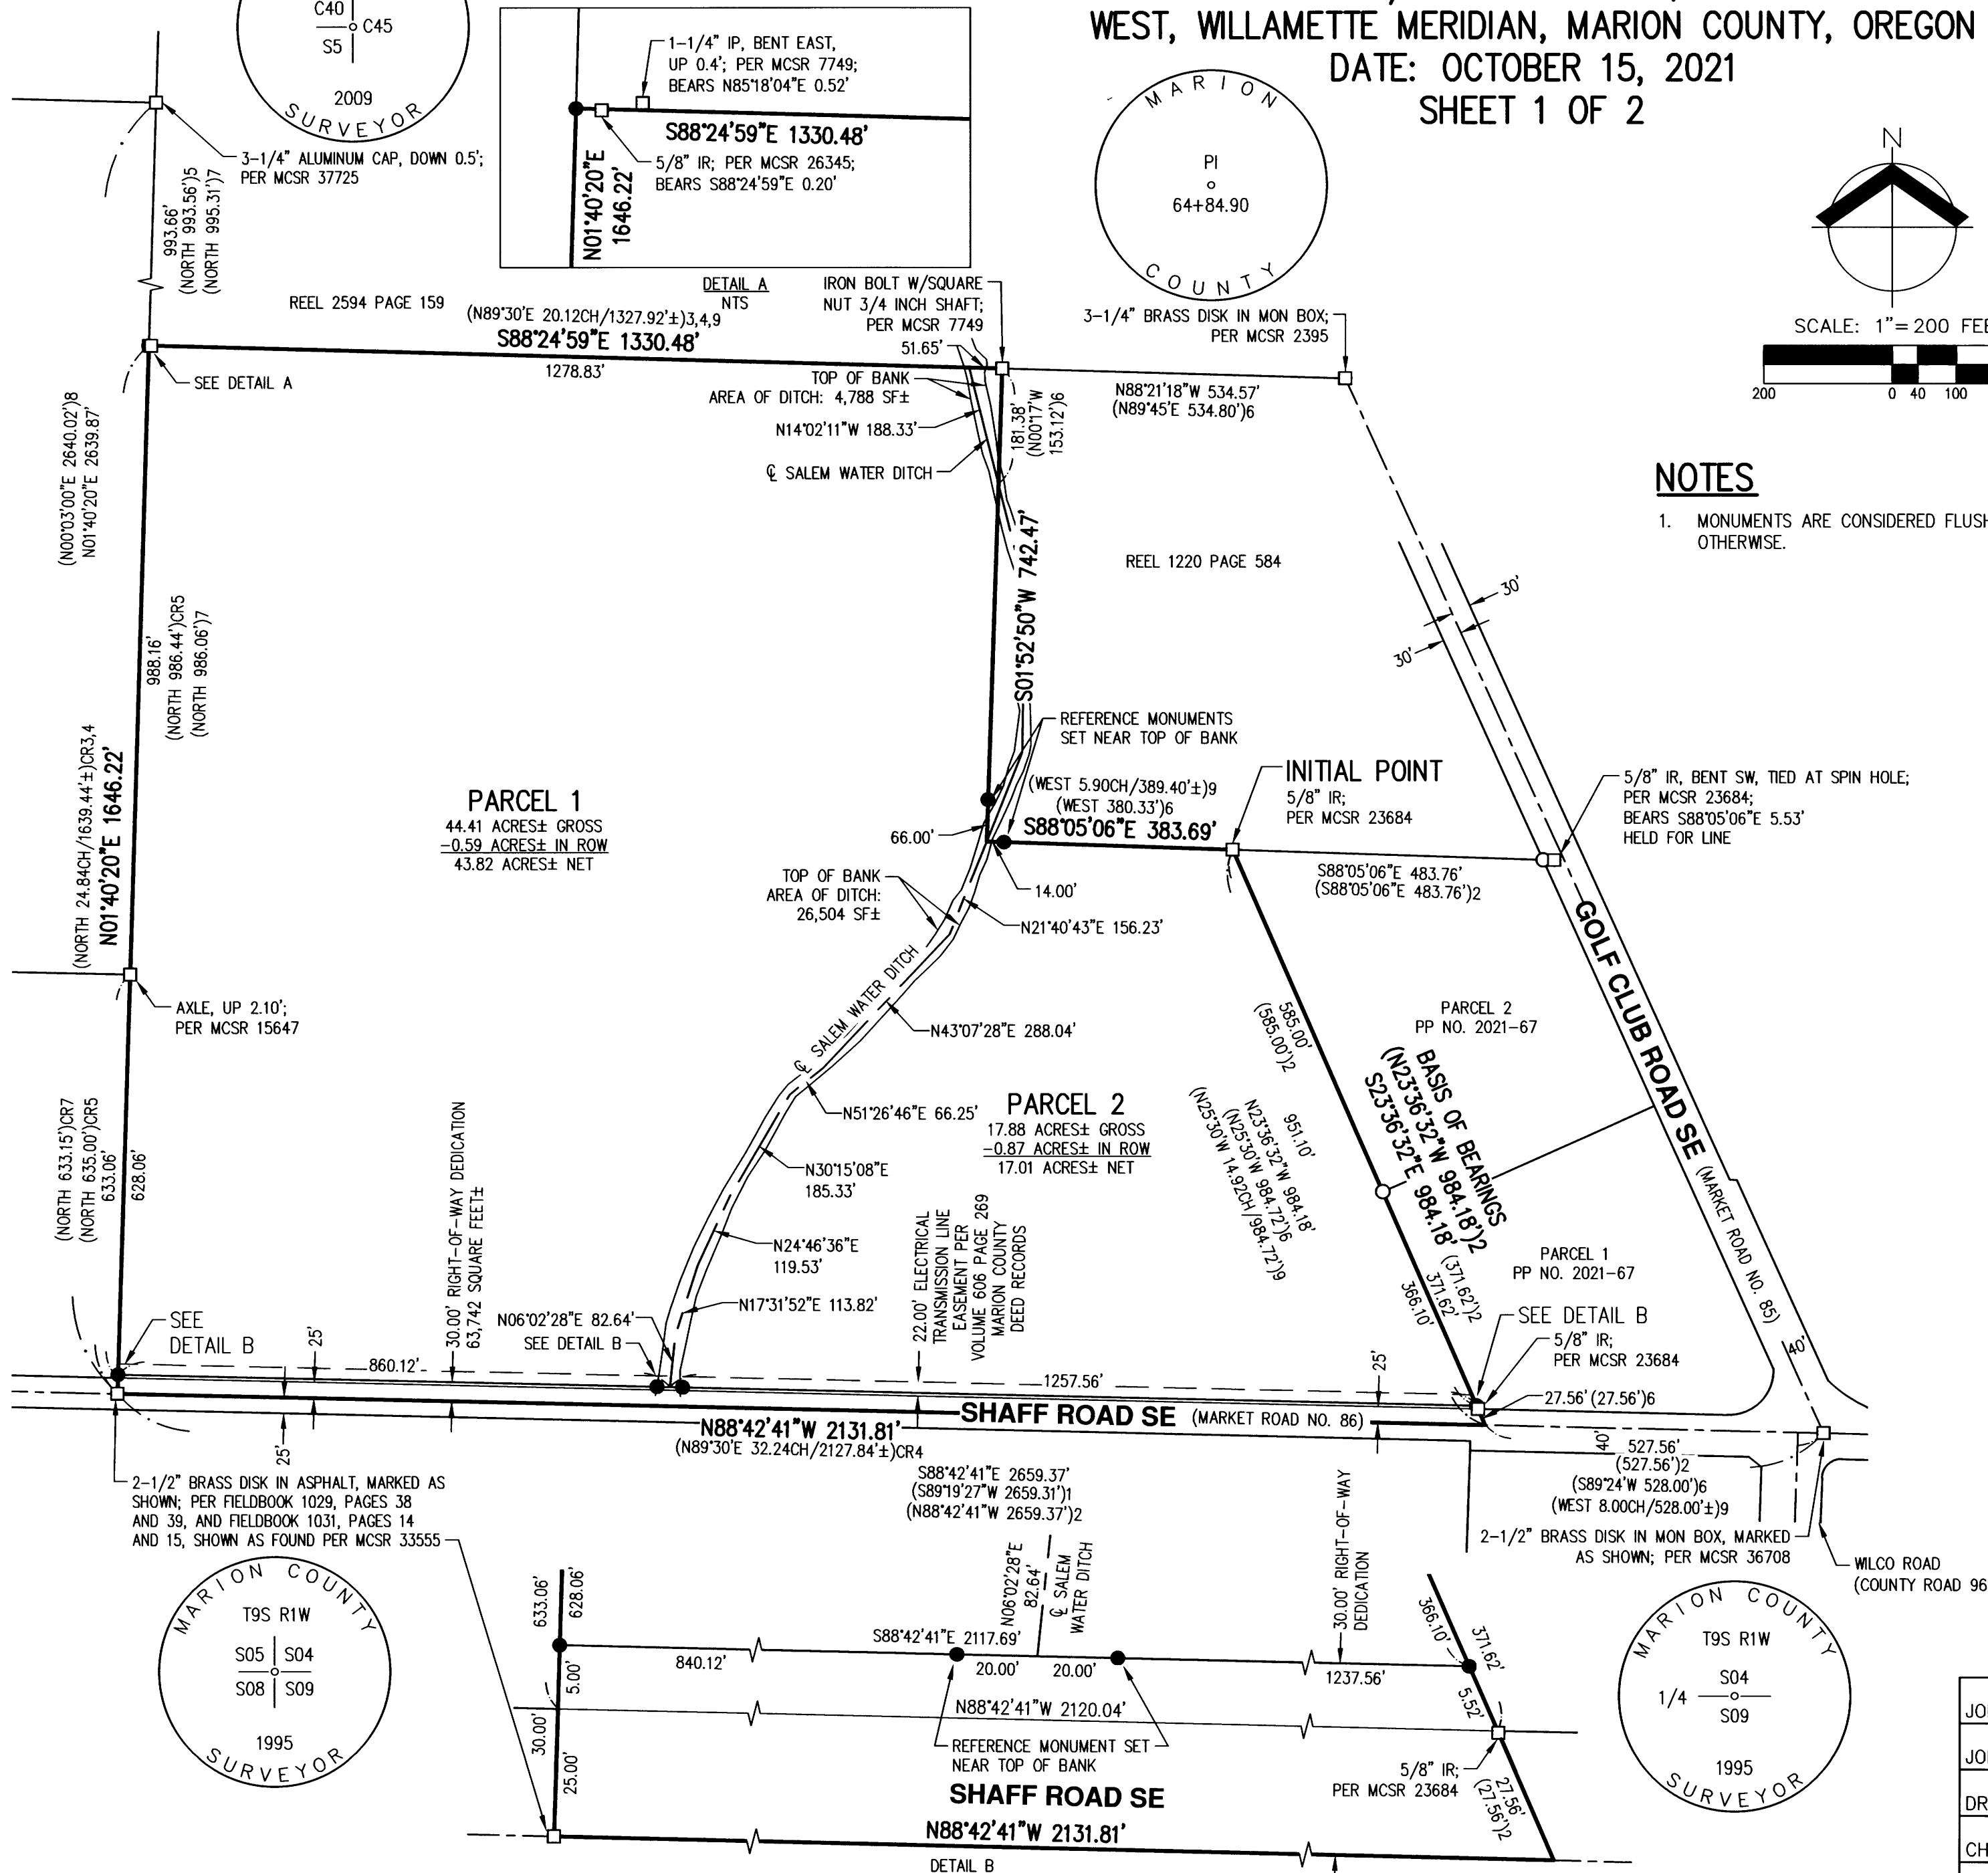 WEST, WILLAMETTE MERIDIAN, MARION COUNTY, OREGON
DATE: OCTOBER 15, 2021
SHEET 1 OF 2
C40
C45
S5
2009
SURVEYOR
3-1/4" ALUMINUM CAP, DOWN 0.5';
PER MCSR 37725
1-1/4" IP, BENT EAST,
UP 0.4'; PER MCSR 7749;
BEARS N85°18'04"E 0.52'
S88°24'59"E 1330.48'
5/8" IR; PER MCSR 26345;
BEARS S88°24'59"E 0.20'
N01°40'20"E
1646.22'
DETAIL A
NTS
MARION
PI
64+84.90
COUNTY
3-1/4" BRASS DISK IN MON BOX;
PER MCSR 2395
N
SCALE: 1"= 200
200
0 40 100
NOTES
1. MONUMENTS ARE CONSIDERED
OTHERWISE.
993.66'
(NORTH 993.56')5
(NORTH 995.31')7
REEL 2594 PAGE 159
(N89°30'E 20.12CH/1327.92'±)3,4,9
S88°24'59"E 1330.48'
1278.83'
SEE DETAIL A
IRON BOLT W/SQUARE
NUT 3/4 INCH SHAFT;
PER MCSR 7749
51.65'
TOP OF BANK
AREA OF DITCH: 4,788 SF±
N14°02'11"W 188.33'
℄ SALEM WATER DITCH
181.38'
(N00°17'W
153.12')6
N88°21'18"W 534.57'
(N89°45'E 534.80')6
REEL 1220 PAGE 584
S01°52'50"W 742.47'
30'
30'
(N00°03'00"E 2640.02')8
N01°40'20"E 2639.87'
988.16'
(NORTH 986.44')CR5
(NORTH 986.06')7
(NORTH 24.84CH/1639.44'±)CR3,4
N01°40'20"E 1646.22'
REFERENCE MONUMENTS
SET NEAR TOP OF BANK
(WEST 5.90CH/389.40'±)9
(WEST 380.33')6
S88°05'06"E 383.69'
66.00'
14.00'
INITIAL POINT
5/8" IR;
PER MCSR 23684
5/8" IR, BENT SW, TIED AT SPIN HOLE;
PER MCSR 23684;
BEARS S88°05'06"E 5.53'
HELD FOR LINE
S88°05'06"E 483.76'
(S88°05'06"E 483.76')2
PARCEL 1
44.41 ACRES± GROSS
-0.59 ACRES± IN ROW
43.82 ACRES± NET
TOP OF BANK
AREA OF DITCH:
26,504 SF±
N21°40'43"E 156.23'
℄ SALEM WATER DITCH
N43°07'28"E 288.04'
N51°26'46"E 66.25'
N30°15'08"E
185.33'
N24°46'36"E
119.53'
N17°31'52"E 113.82'
N06°02'28"E 82.64'
SEE DETAIL B
AXLE, UP 2.10';
PER MCSR 15647
PARCEL 2
17.88 ACRES± GROSS
-0.87 ACRES± IN ROW
17.01 ACRES± NET
GOLF CLUB ROAD SE (MARKET ROAD NO. 85)
PARCEL 2
PP NO. 2021-67
585.00'
(585.00')2
BASIS OF BEARINGS
(N23°36'32"W 984.18')2
S23°36'32"E 984.18'
951.10'
N23°36'32"W 984.18'
(N25°30'W 984.72')6
(N25°30'W 14.92CH/984.72')9
(371.62')2
371.62'
366.10'
PARCEL 1
PP NO. 2021-67
SEE DETAIL B
5/8" IR;
PER MCSR 23684
27.56' (27.56')6
40'
40'
(NORTH 633.15')CR7
(NORTH 635.00')CR5
633.06'
628.06'
SEE
DETAIL B
25'
25'
30.00' RIGHT-OF-WAY DEDICATION
63,742 SQUARE FEET±
22.00' ELECTRICAL
TRANSMISSION LINE
EASEMENT PER
VOLUME 606 PAGE 269
MARION COUNTY
DEED RECORDS
860.12'
1257.56'
25'
SHAFF ROAD SE (MARKET ROAD NO. 86)
N88°42'41"W 2131.81'
(N89°30'E 32.24CH/2127.84'±)CR4
S88°42'41"E 2659.37'
(S89°19'27"W 2659.31')1
(N88°42'41"W 2659.37')2
527.56'
(527.56')2
(S89°24'W 528.00')6
(WEST 8.00CH/528.00'±)9
2-1/2" BRASS DISK IN MON BOX, MARKED
AS SHOWN; PER MCSR 36708
WILCO ROAD
(COUNTY ROAD 96
2-1/2" BRASS DISK IN ASPHALT, MARKED AS
SHOWN; PER FIELDBOOK 1029, PAGES 38
AND 39, AND FIELDBOOK 1031, PAGES 14
AND 15, SHOWN AS FOUND PER MCSR 33555
MARION COUNTY
T9S R1W
S05 S04
S08 S09
1995
SURVEYOR
633.06'
628.06'
5.00'
30.00'
25.00'
S88°42'41"E 2117.69'
840.12'
20.00'
20.00'
1237.56'
N06°02'28"E
82.64'
℄ SALEM
WATER DITCH
30.00' RIGHT-OF-WAY
DEDICATION
366.10'
371.62'
5.52'
N88°42'41"W 2120.04'
REFERENCE MONUMENT SET
NEAR TOP OF BANK
5/8" IR;
PER MCSR 23684
27.56'
(27.56')2
SHAFF ROAD SE
N88°42'41"W 2131.81'
DETAIL B
MARION COUNTY
T9S R1W
S04
1/4
S09
1995
SURVEYOR